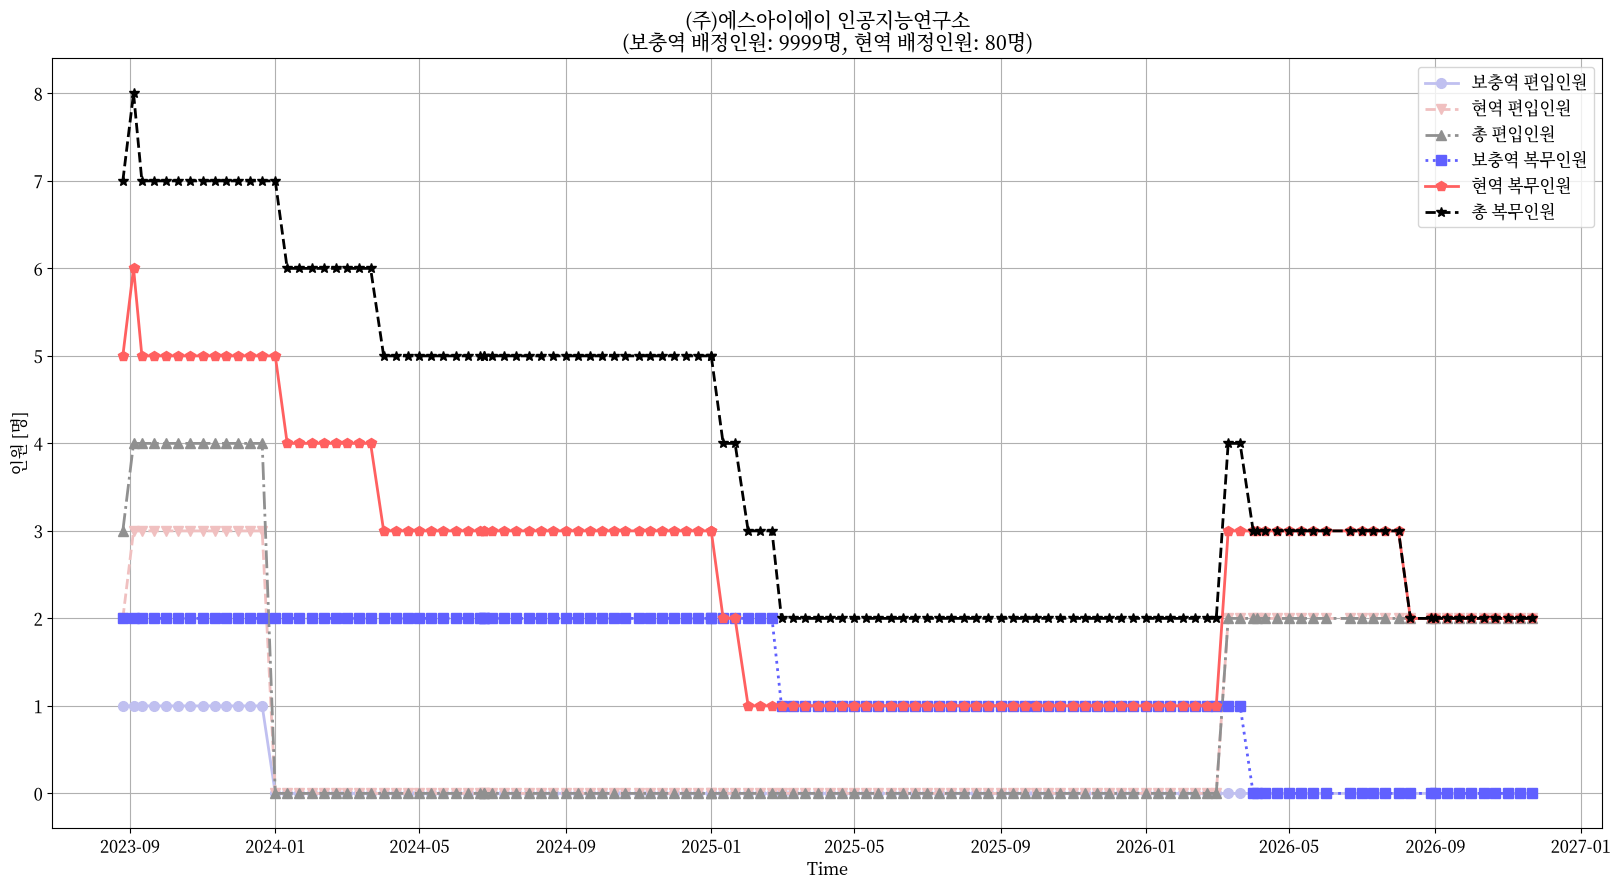 (주)에스아이에이 인공지능연구소
(보충역 배정인원: 9999명, 현역 배정인원: 80명)
보충역 편입인원
현역 편입인원
총 편입인원
보충역 복무인원
현역 복무인원
총 복무인원
인원 [명]
8
7
6
5
4
3
2
1
0
2023-09 2024-01 2024-05 2024-09 2025-01 2025-05 2025-09 2026-01 2026-05 2026-09 2027-01
Time